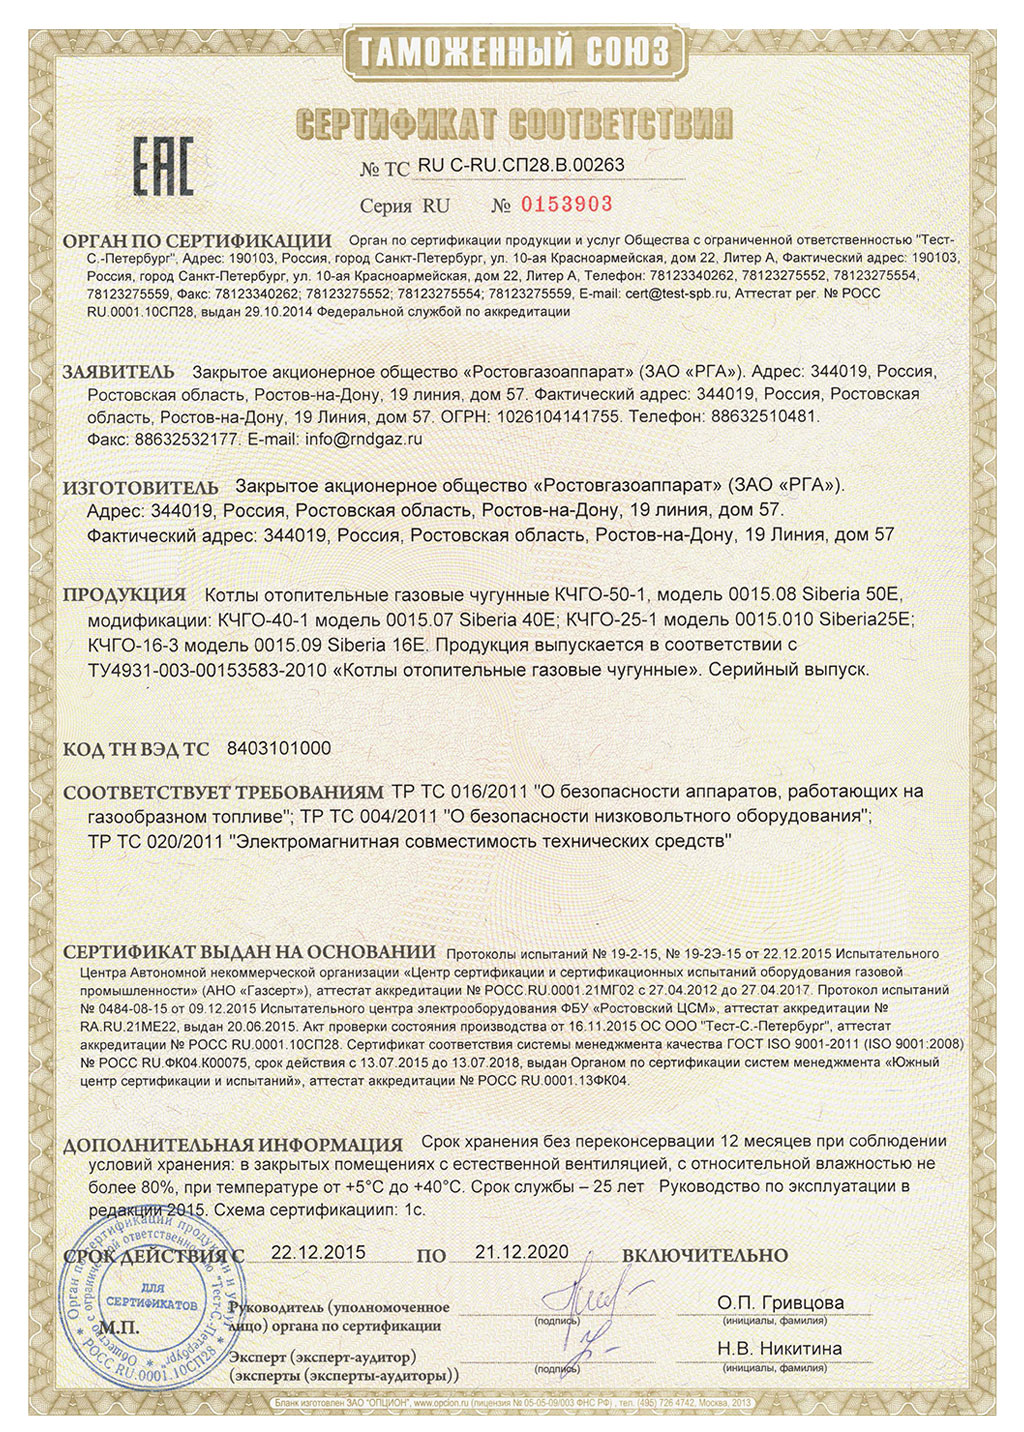 ТАМОЖЕННЫЙ СОЮЗ
СЕРТИФИКАТ СООТВЕТСТВИЯ
ЕАС
№ ТС RU C-RU.СП28.В.00263
Серия RU № 0153903
ОРГАН ПО СЕРТИФИКАЦИИ Орган по сертификации продукции и услуг Общества с ограниченной ответственностью "Тест-
С.-Петербург", Адрес: 190103, Россия, город Санкт-Петербург, ул. 10-ая Красноармейская, дом 22, Литер А, Фактический адрес: 190103,
Россия, город Санкт-Петербург, ул. 10-ая Красноармейская, дом 22, Литер А, Телефон: 78123340262, 78123275552, 78123275554,
78123275559, Факс: 78123340262; 78123275552; 78123275554; 78123275559, E-mail: cert@test-spb.ru, Аттестат рег. № РОСС
RU.0001.10СП28, выдан 29.10.2014 Федеральной службой по аккредитации
ЗАЯВИТЕЛЬ Закрытое акционерное общество «Ростовгазоаппарат» (ЗАО «РГА»). Адрес: 344019, Россия,
Ростовская область, Ростов-на-Дону, 19 линия, дом 57. Фактический адрес: 344019, Россия, Ростовская
область, Ростов-на-Дону, 19 Линия, дом 57. ОГРН: 1026104141755. Телефон: 88632510481.
Факс: 88632532177. E-mail: info@rndgaz.ru
ИЗГОТОВИТЕЛЬ Закрытое акционерное общество «Ростовгазоаппарат» (ЗАО «РГА»).
Адрес: 344019, Россия, Ростовская область, Ростов-на-Дону, 19 линия, дом 57.
Фактический адрес: 344019, Россия, Ростовская область, Ростов-на-Дону, 19 Линия, дом 57
ПРОДУКЦИЯ Котлы отопительные газовые чугунные КЧГО-50-1, модель 0015.08 Siberia 50E,
модификации: КЧГО-40-1 модель 0015.07 Siberia 40E; КЧГО-25-1 модель 0015.010 Siberia25E;
КЧГО-16-3 модель 0015.09 Siberia 16E. Продукция выпускается в соответствии с
ТУ4931-003-00153583-2010 «Котлы отопительные газовые чугунные». Серийный выпуск.
КОД ТН ВЭД ТС 8403101000
СООТВЕТСТВУЕТ ТРЕБОВАНИЯМ ТР ТС 016/2011 "О безопасности аппаратов, работающих на
газообразном топливе"; ТР ТС 004/2011 "О безопасности низковольтного оборудования";
ТР ТС 020/2011 "Электромагнитная совместимость технических средств"
СЕРТИФИКАТ ВЫДАН НА ОСНОВАНИИ Протоколы испытаний № 19-2-15, № 19-2Э-15 от 22.12.2015 Испытательного
Центра Автономной некоммерческой организации «Центр сертификации и сертификационных испытаний оборудования газовой
промышленности» (АНО «Газсерт»), аттестат аккредитации № РОСС.RU.0001.21МГ02 с 27.04.2012 до 27.04.2017. Протокол испытаний
№ 0484-08-15 от 09.12.2015 Испытательного центра электрооборудования ФБУ «Ростовский ЦСМ», аттестат аккредитации №
RA.RU.21МЕ22, выдан 20.06.2015. Акт проверки состояния производства от 16.11.2015 ОС ООО "Тест-С.-Петербург", аттестат
аккредитации № РОСС RU.0001.10СП28. Сертификат соответствия системы менеджмента качества ГОСТ ISO 9001-2011 (ISO 9001:2008)
№ РОСС RU.ФК04.К00075, срок действия с 13.07.2015 до 13.07.2018, выдан Органом по сертификации систем менеджмента «Южный
центр сертификации и испытаний», аттестат аккредитации № РОСС RU.0001.13ФК04.
ДОПОЛНИТЕЛЬНАЯ ИНФОРМАЦИЯ Срок хранения без переконсервации 12 месяцев при соблюдении
условий хранения: в закрытых помещениях с естественной вентиляцией, с относительной влажностью не
более 80%, при температуре от +5°С до +40°С. Срок службы – 25 лет Руководство по эксплуатации в
редакции 2015. Схема сертификациип: 1с.
СРОК ДЕЙСТВИЯ С 22.12.2015 ПО 21.12.2020 ВКЛЮЧИТЕЛЬНО
Орган по сертификации продукции и услуг
Общество с ограниченной ответственностью "Тест-С.-Петербург"
* РОСС RU.0001.10СП28 *
ДЛЯ
СЕРТИФИКАТОВ
М.П.
Руководитель (уполномоченное
лицо) органа по сертификации
(подпись)
О.П. Гривцова
(инициалы, фамилия)
Эксперт (эксперт-аудитор)
(эксперты (эксперты-аудиторы))
(подпись)
Н.В. Никитина
(инициалы, фамилия)
Бланк изготовлен ЗАО "ОПЦИОН", www.opcion.ru (лицензия № 05-05-09/003 ФНС РФ), тел. (495) 726 4742, Москва, 2013